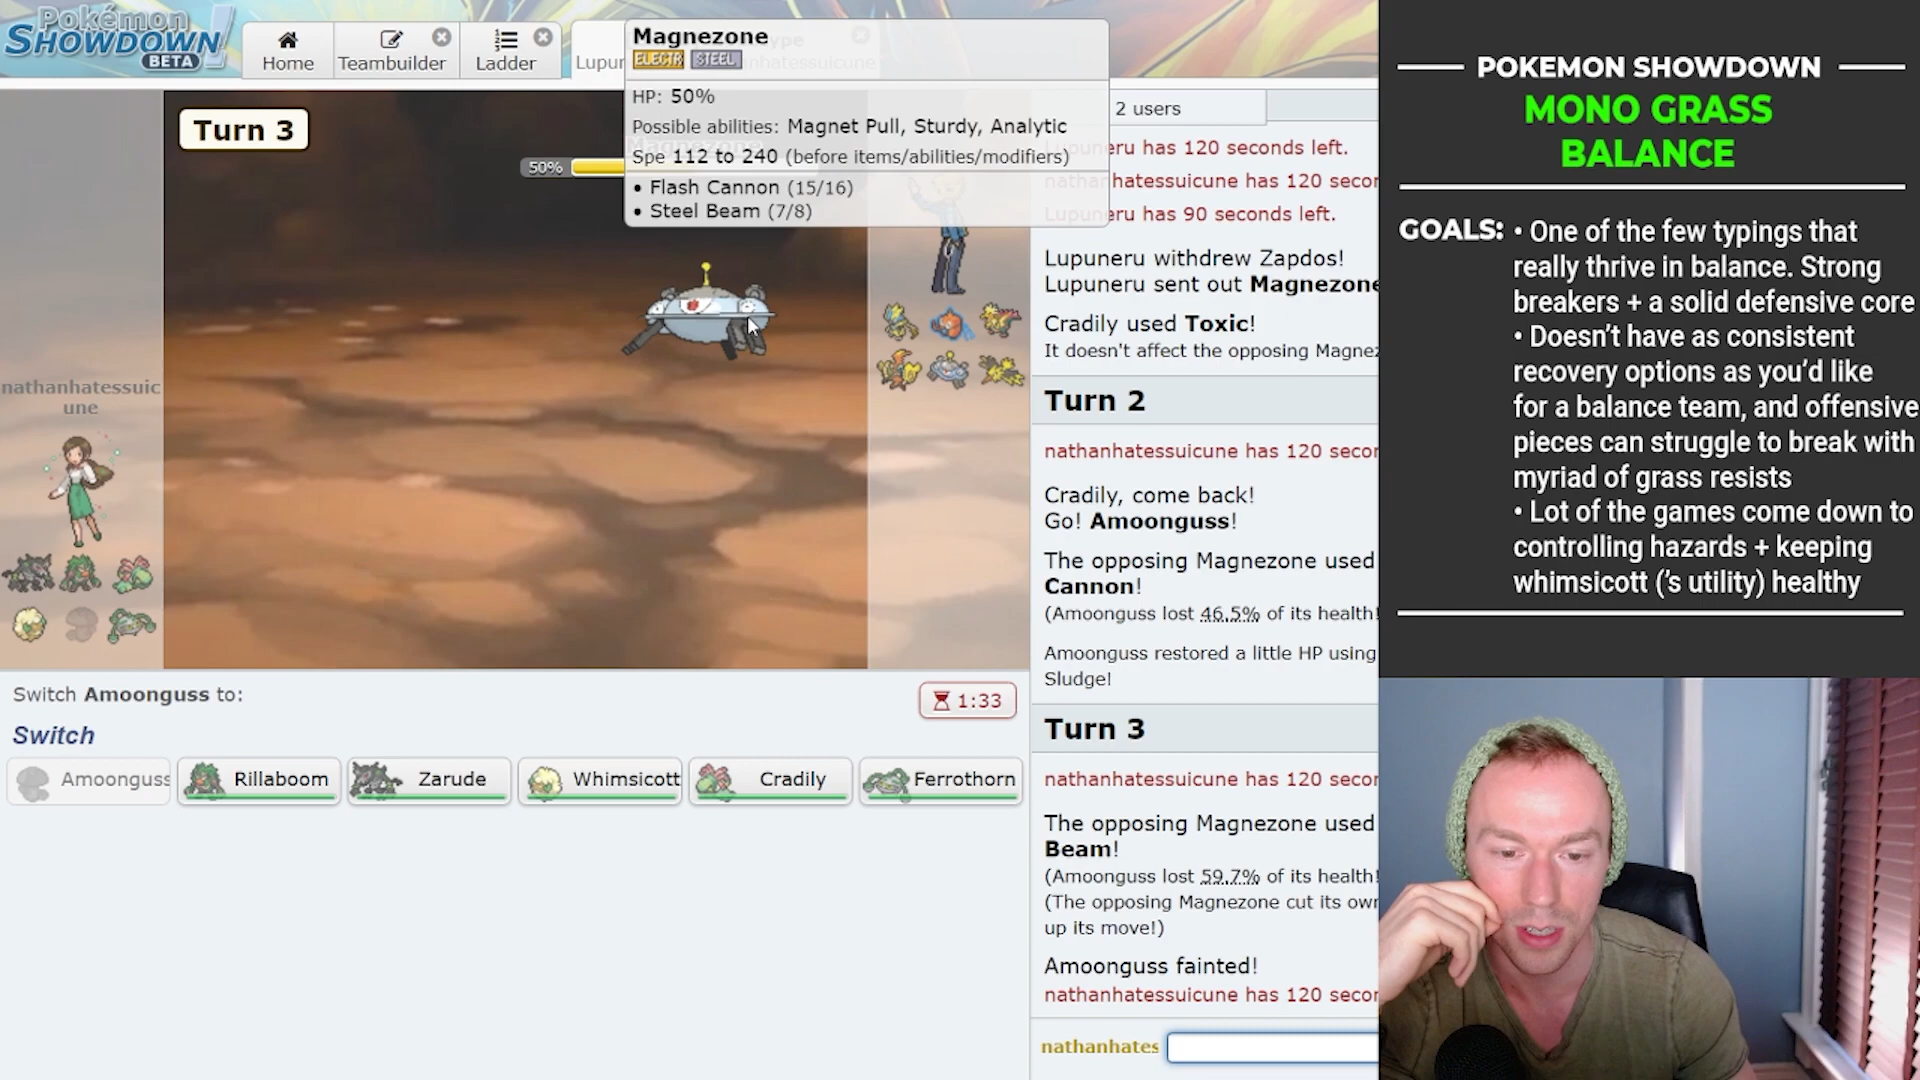 Pokémon
SHOWDOWN!
BETA
Home
Teambuilder
Ladder
Lupun
hatessuicune
Magnezone
ELECTR STEEL
HP: 50%
Possible abilities: Magnet Pull, Sturdy, Analytic
Spe 112 to 240 (before items/abilities/modifiers)
• Flash Cannon (15/16)
• Steel Beam (7/8)
Turn 3
50%
nathanhatessuic
une
Switch Amoonguss to:
1:33
Switch
Amoonguss
Rillaboom
Zarude
Whimsicott
Cradily
Ferrothorn
2 users
eru has 120 seconds left.
nathanhatessuicune has 120 secon
Lupuneru has 90 seconds left.
Lupuneru withdrew Zapdos!
Lupuneru sent out Magnezone
Cradily used Toxic!
It doesn't affect the opposing Magnez
Turn 2
nathanhatessuicune has 120 secon
Cradily, come back!
Go! Amoonguss!
The opposing Magnezone used
Cannon!
(Amoonguss lost 46.5% of its health!
Amoonguss restored a little HP using
Sludge!
Turn 3
nathanhatessuicune has 120 secon
The opposing Magnezone used
Beam!
(Amoonguss lost 59.7% of its health!
(The opposing Magnezone cut its own
up its move!)
Amoonguss fainted!
nathanhatessuicune has 120 secon
nathanhates
POKEMON SHOWDOWN
MONO GRASS
BALANCE
GOALS: • One of the few typings that
really thrive in balance. Strong
breakers + a solid defensive core
• Doesn't have as consistent
recovery options as you'd like
for a balance team, and offensive
pieces can struggle to break with
myriad of grass resists
• Lot of the games come down to
controlling hazards + keeping
whimsicott ('s utility) healthy